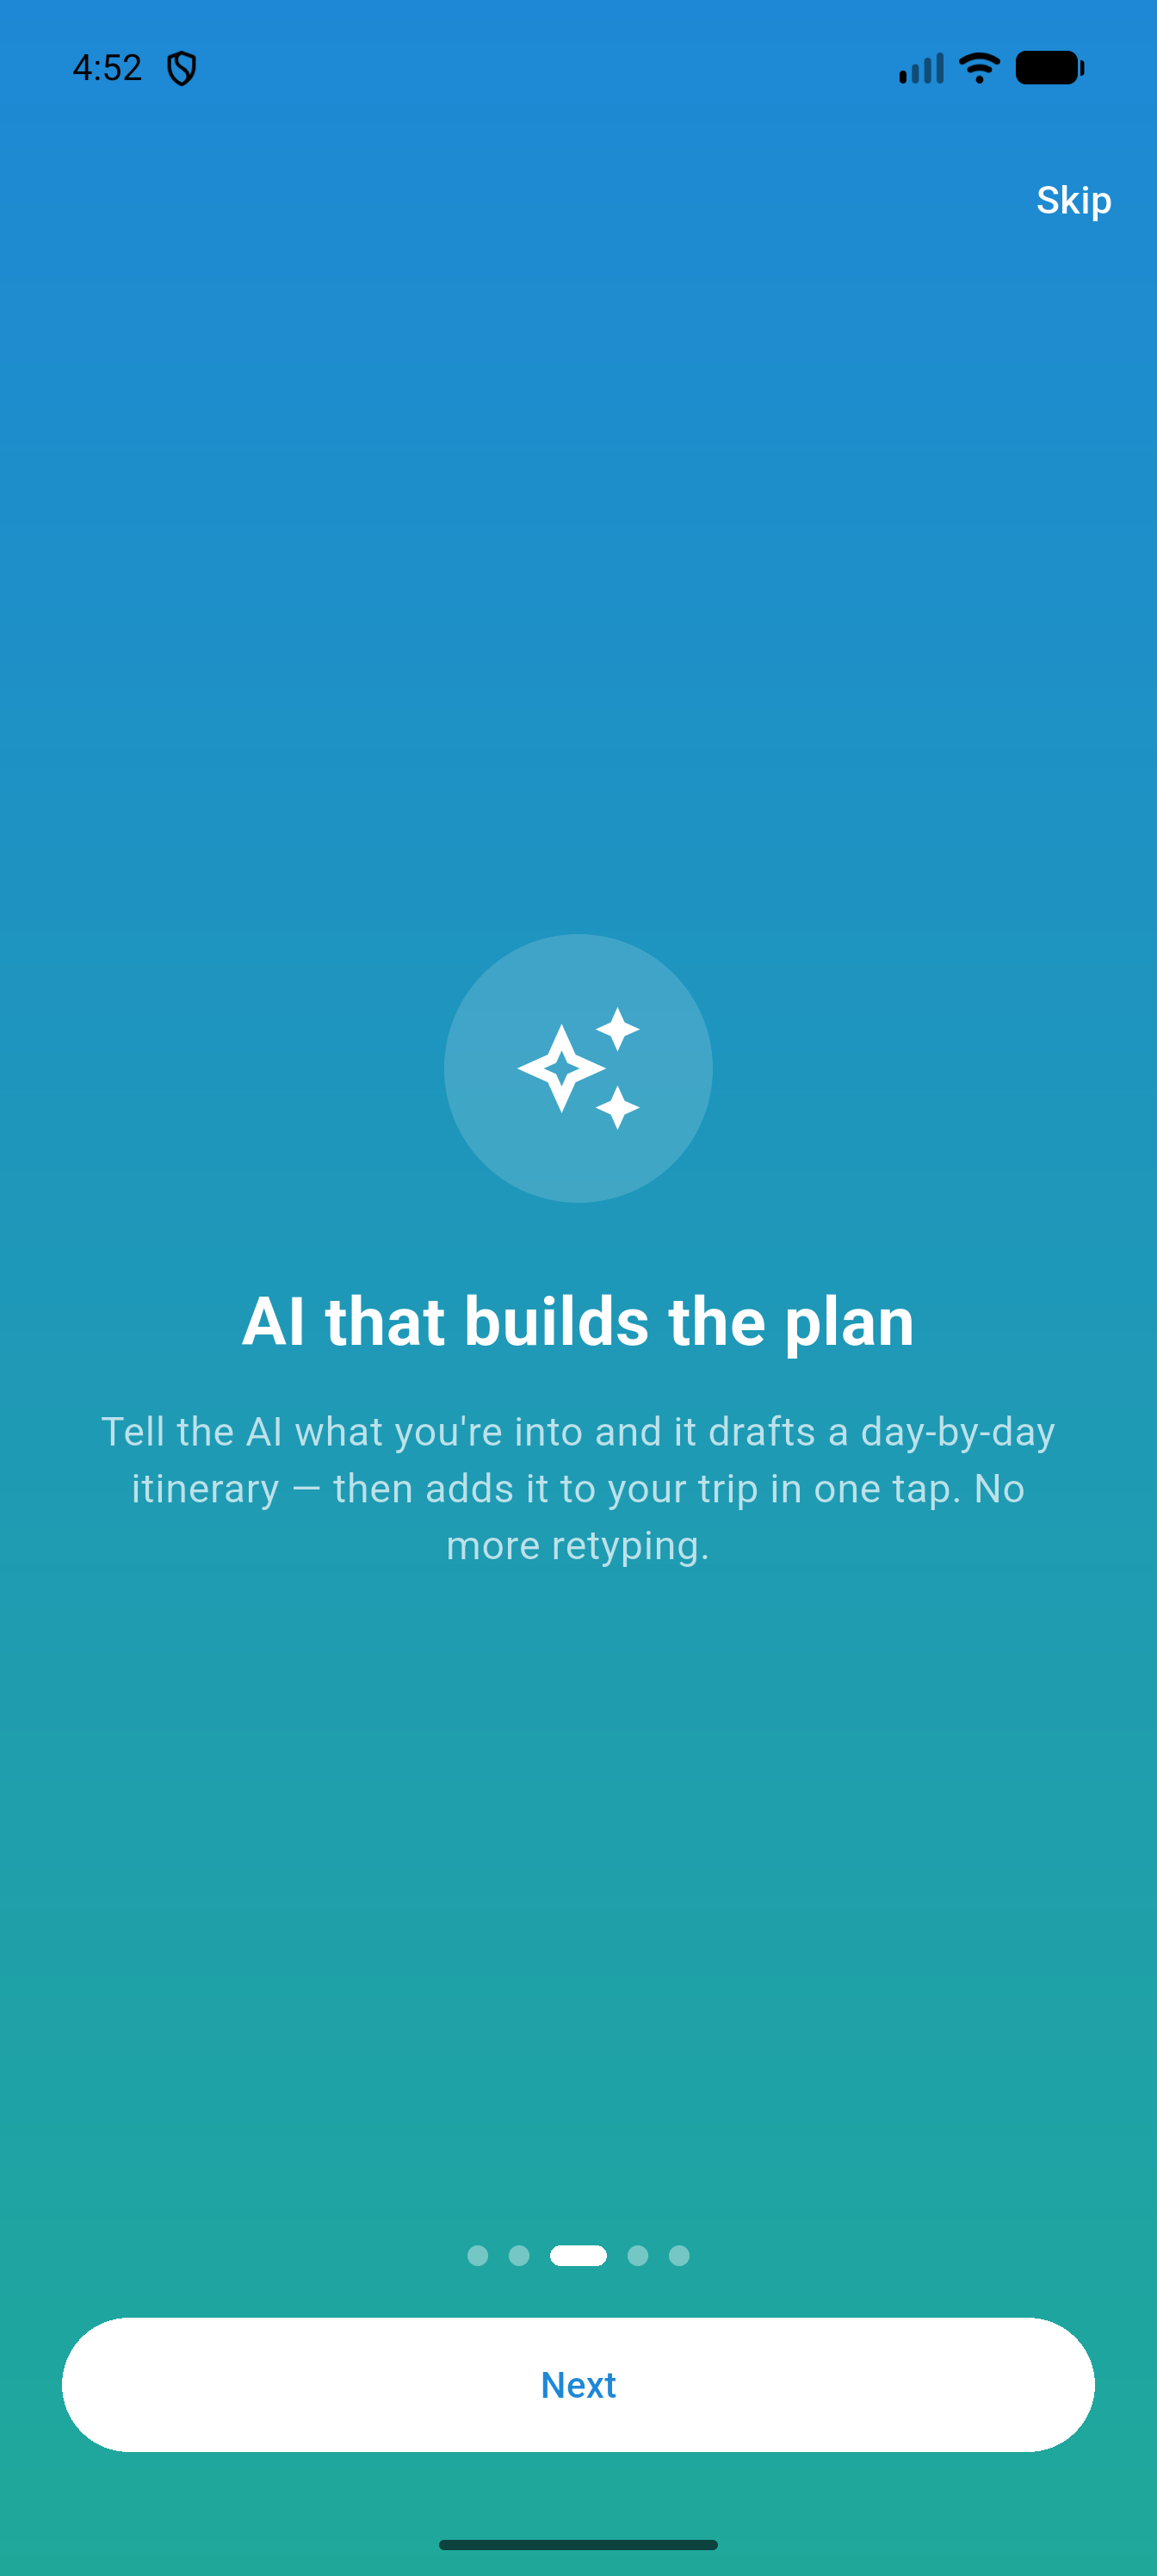 4:52
Skip
AI that builds the plan
Tell the AI what you're into and it drafts a day-by-day
itinerary — then adds it to your trip in one tap. No
more retyping.
Next